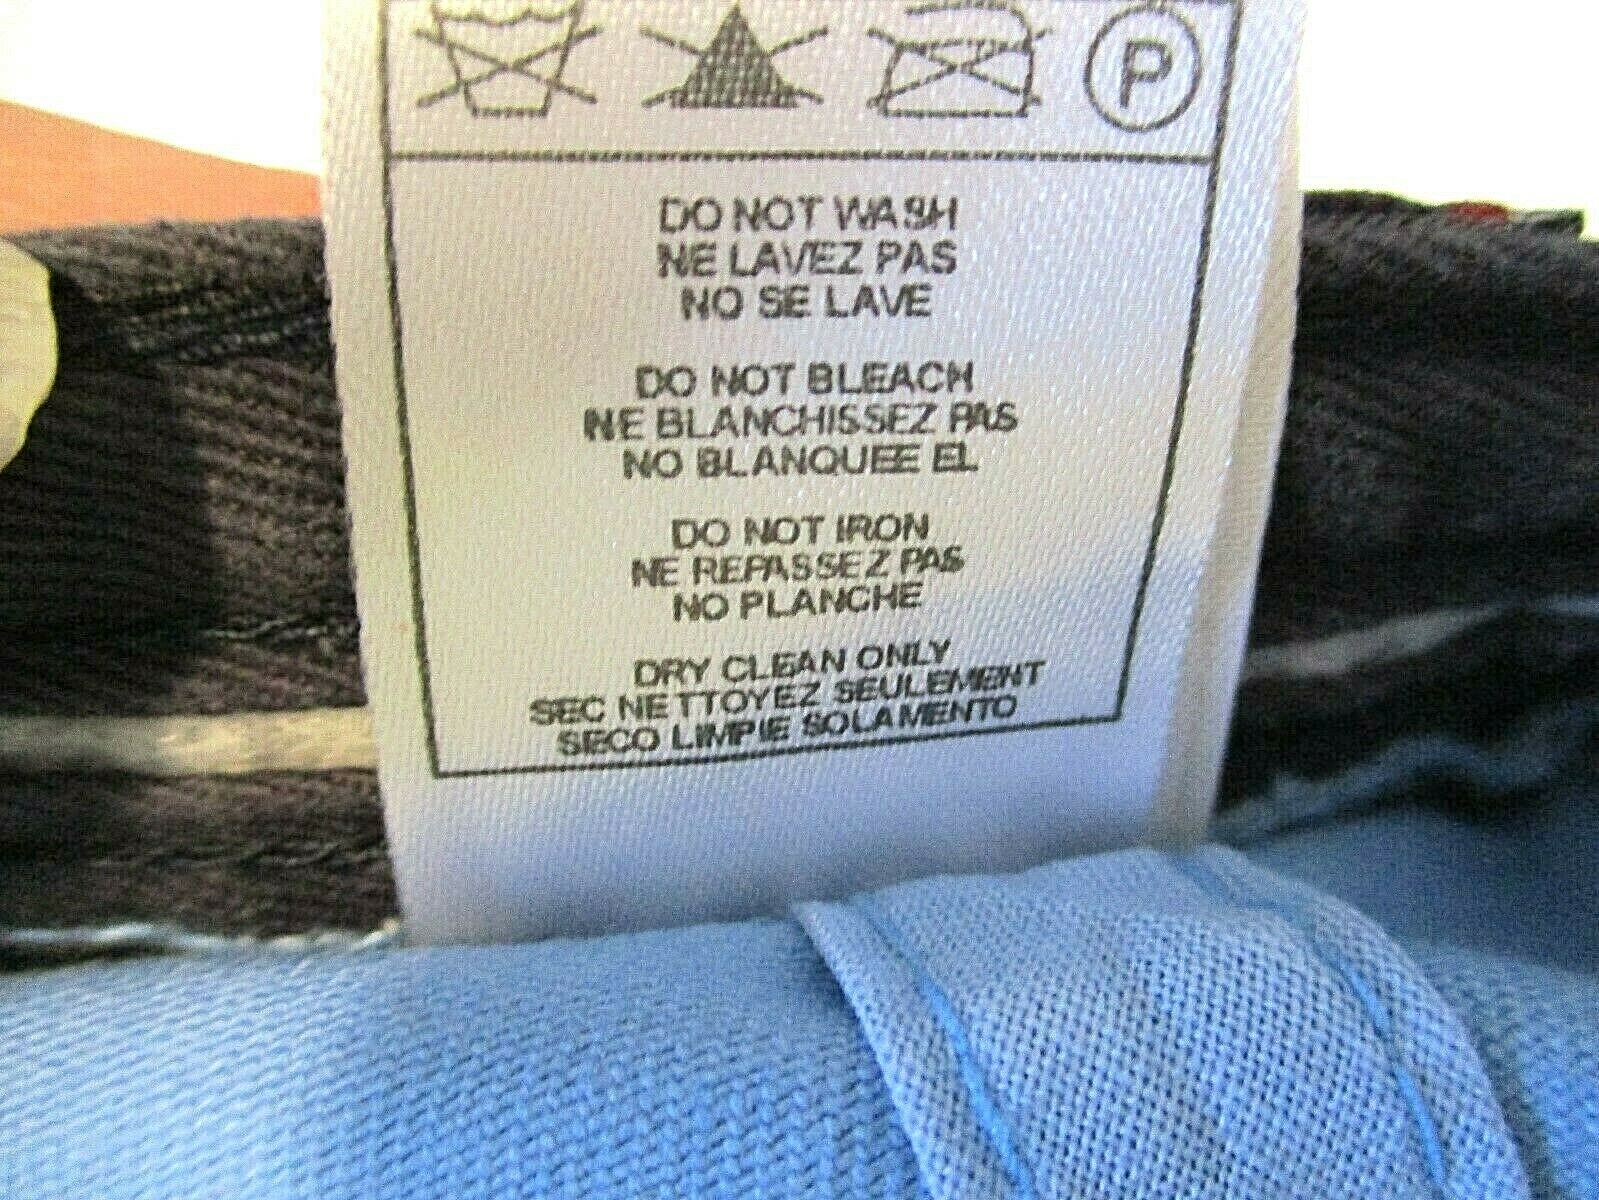 P
DO NOT WASH
NE LAVEZ PAS
NO SE LAVE
DO NOT BLEACH
NE BLANCHISSEZ PAS
NO BLANQUEE EL
DO NOT IRON
NE REPASSEZ PAS
NO PLANCHE
DRY CLEAN ONLY
SEC NETTOYEZ SEULEMENT
SECO LIMPIE SOLAMENTO